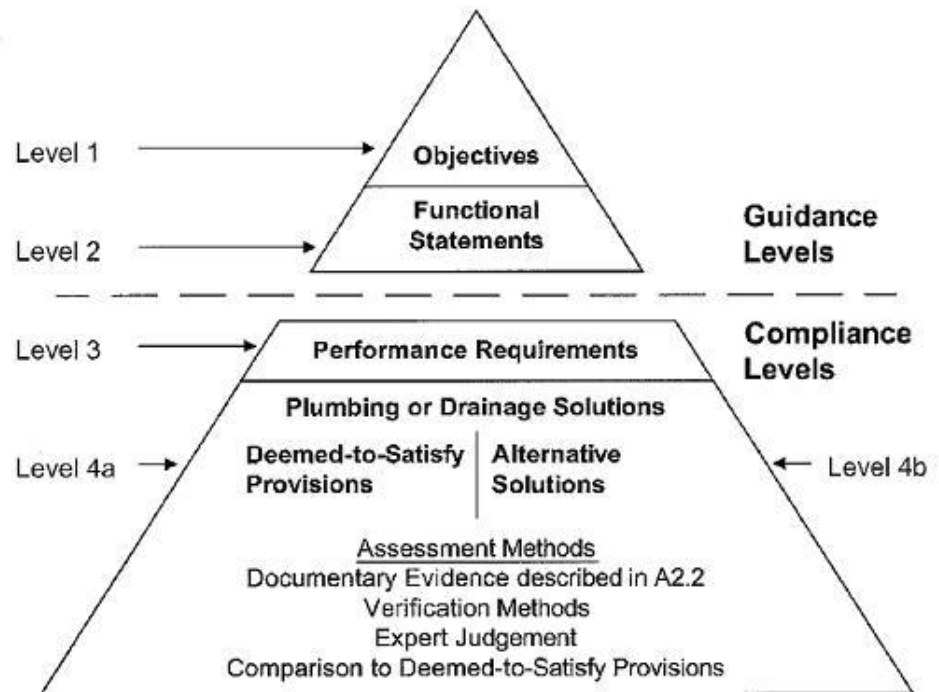 Level 1
Objectives
Functional
Statements
Level 2
Guidance
Levels
Compliance
Levels
Level 3
Performance Requirements
Plumbing or Drainage Solutions
Level 4a
Deemed-to-Satisfy
Provisions
Alternative
Solutions
Level 4b
Assessment Methods
Documentary Evidence described in A2.2
Verification Methods
Expert Judgement
Comparison to Deemed-to-Satisfy Provisions